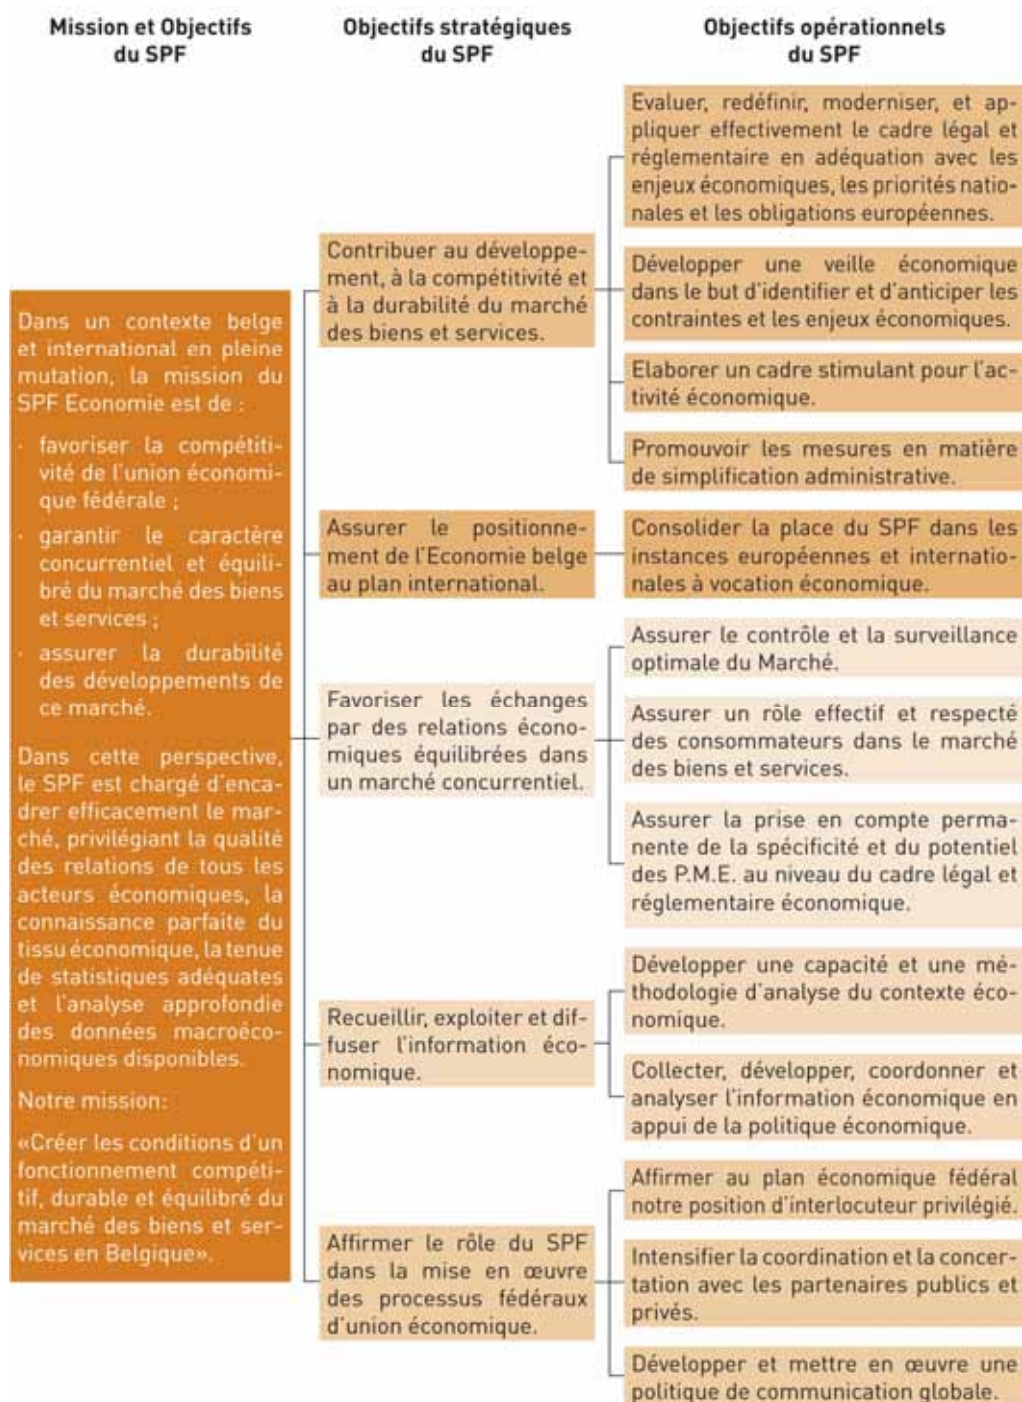 Mission et Objectifs
du SPF
Objectifs stratégiques
du SPF
Objectifs opérationnels
du SPF
Dans un contexte belge
et international en pleine
mutation, la mission du
SPF Economie est de :
· favoriser la compétiti-
vité de l'union économi-
que fédérale ;
· garantir le caractère
concurrentiel et équili-
bré du marché des biens
et services ;
· assurer la durabilité
des développements de
ce marché.
Dans cette perspective,
le SPF est chargé d'enca-
drer efficacement le mar-
ché, privilégiant la qualité
des relations de tous les
acteurs économiques, la
connaissance parfaite du
tissu économique, la tenue
de statistiques adéquates
et l'analyse approfondie
des données macroéco-
nomiques disponibles.
Notre mission:
«Créer les conditions d'un
fonctionnement compéti-
tif, durable et équilibré du
marché des biens et ser-
vices en Belgique».
Contribuer au développe-
ment, à la compétitivité et
à la durabilité du marché
des biens et services.
Evaluer, redéfinir, moderniser, et ap-
pliquer effectivement le cadre légal et
réglementaire en adéquation avec les
enjeux économiques, les priorités natio-
nales et les obligations européennes.
Développer une veille économique
dans le but d'identifier et d'anticiper les
contraintes et les enjeux économiques.
Elaborer un cadre stimulant pour l'ac-
tivité économique.
Promouvoir les mesures en matière
de simplification administrative.
Assurer le positionne-
ment de l'Economie belge
au plan international.
Consolider la place du SPF dans les
instances européennes et internatio-
nales à vocation économique.
Favoriser les échanges
par des relations écono-
miques équilibrées dans
un marché concurrentiel.
Assurer le contrôle et la surveillance
optimale du Marché.
Assurer un rôle effectif et respecté
des consommateurs dans le marché
des biens et services.
Assurer la prise en compte perma-
nente de la spécificité et du potentiel
des P.M.E. au niveau du cadre légal et
réglementaire économique.
Recueillir, exploiter et dif-
fuser l'information éco-
nomique.
Développer une capacité et une mé-
thodologie d'analyse du contexte éco-
nomique.
Collecter, développer, coordonner et
analyser l'information économique en
appui de la politique économique.
Affirmer le rôle du SPF
dans la mise en œuvre
des processus fédéraux
d'union économique.
Affirmer au plan économique fédéral
notre position d'interlocuteur privilégié.
Intensifier la coordination et la concer-
tation avec les partenaires publics et
privés.
Développer et mettre en œuvre une
politique de communication globale.